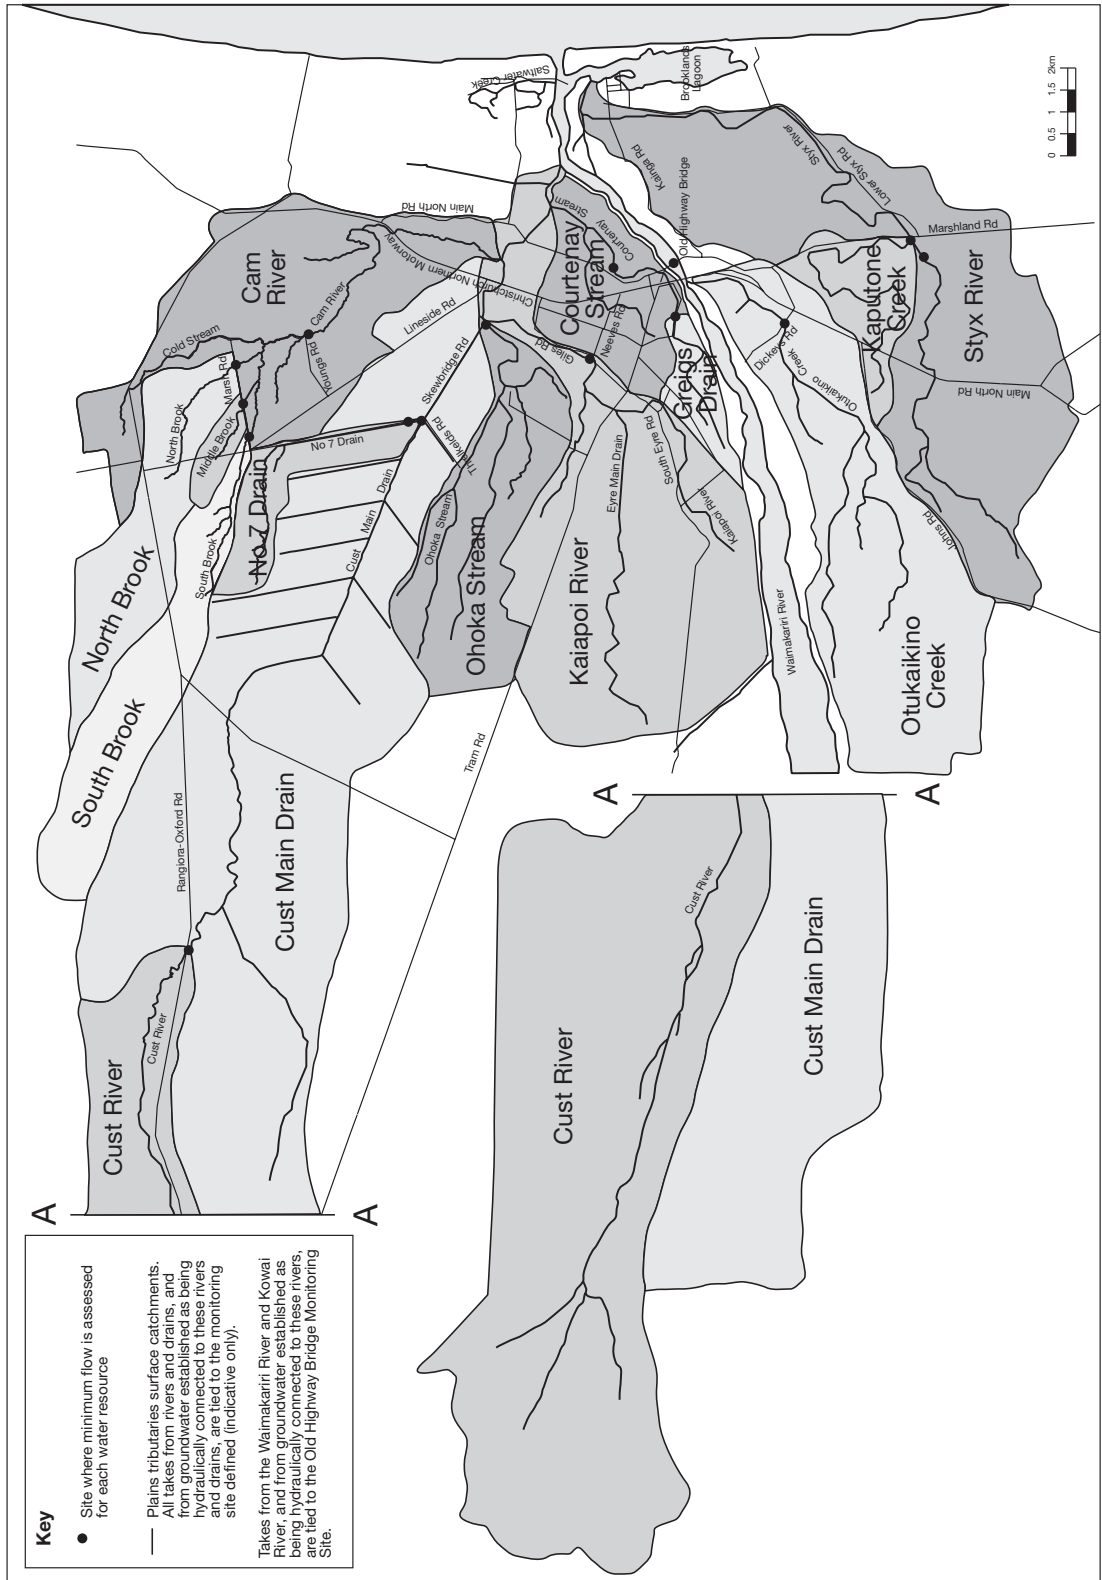 Key
Site where minimum flow is assessed
for each water resource
Plains tributaries surface catchments.
All takes from rivers and drains, and
from groundwater established as being
hydraulically connected to these rivers
and drains, are tied to the monitoring
site defined (indicative only).
Takes from the Waimakariri River and Kowai
River, and from groundwater established as
being hydraulically connected to these rivers,
are tied to the Old Highway Bridge Monitoring
Site.
A
A
Cust River
Cust River
Rangiora-Oxford Rd
Cust Main Drain
South Brook
North Brook
South Brook
Middle Brook
North Brook
Marsh Rd
Cold Stream
No 7 Drain
No 7 Drain
Cust Main Drain
Cam
River
Cam River
Youngs Rd
Main North Rd
Christchurch Northern Motorway
Lineside Rd
Skewbridge Rd
Threlkelds Rd
Ohoka Stream
Ohoka Stream
Tram Rd
Giles Rd
Neeves Rd
Courtenay
Stream
Courtenay Stream
Saltwater Creek
Kaiapoi River
Eyre Main Drain
South Eyre Rd
Kaiapoi River
Greigs
Drain
Waimakariri River
Old Highway Bridge
Kainga Rd
Brooklands
Lagoon
Styx River
Lower Styx Rd
Marshland Rd
Kaputone
Creek
Styx River
Main North Rd
Dickeys Rd
Otukaikino Creek
Johns Rd
Otukaikino
Creek
0 0.5 1 1.5 2km
A
A
Cust River
Cust River
Cust Main Drain